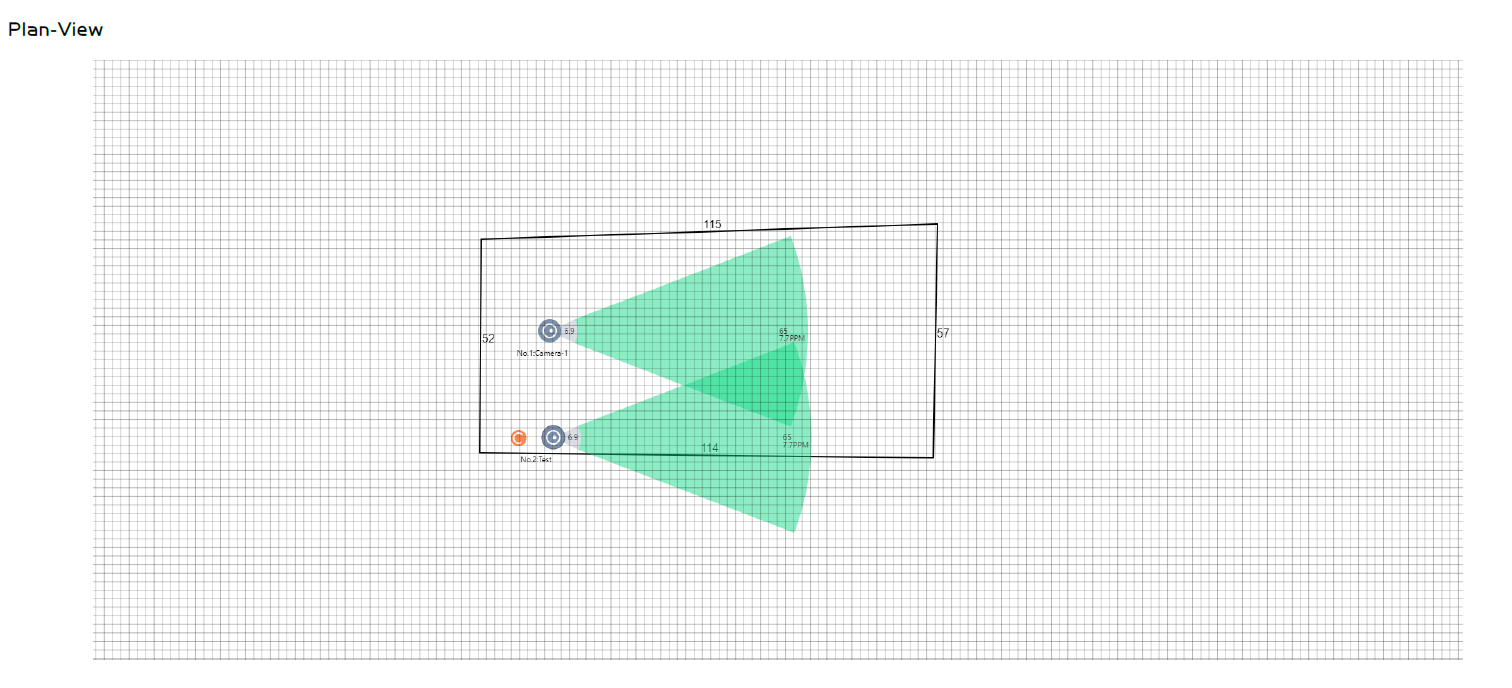 Plan-View
115
52
57
6.9
65
7.7PPM
No.1:Camera-1
C
6.9
65
7.7PPM
114
No.2:Test